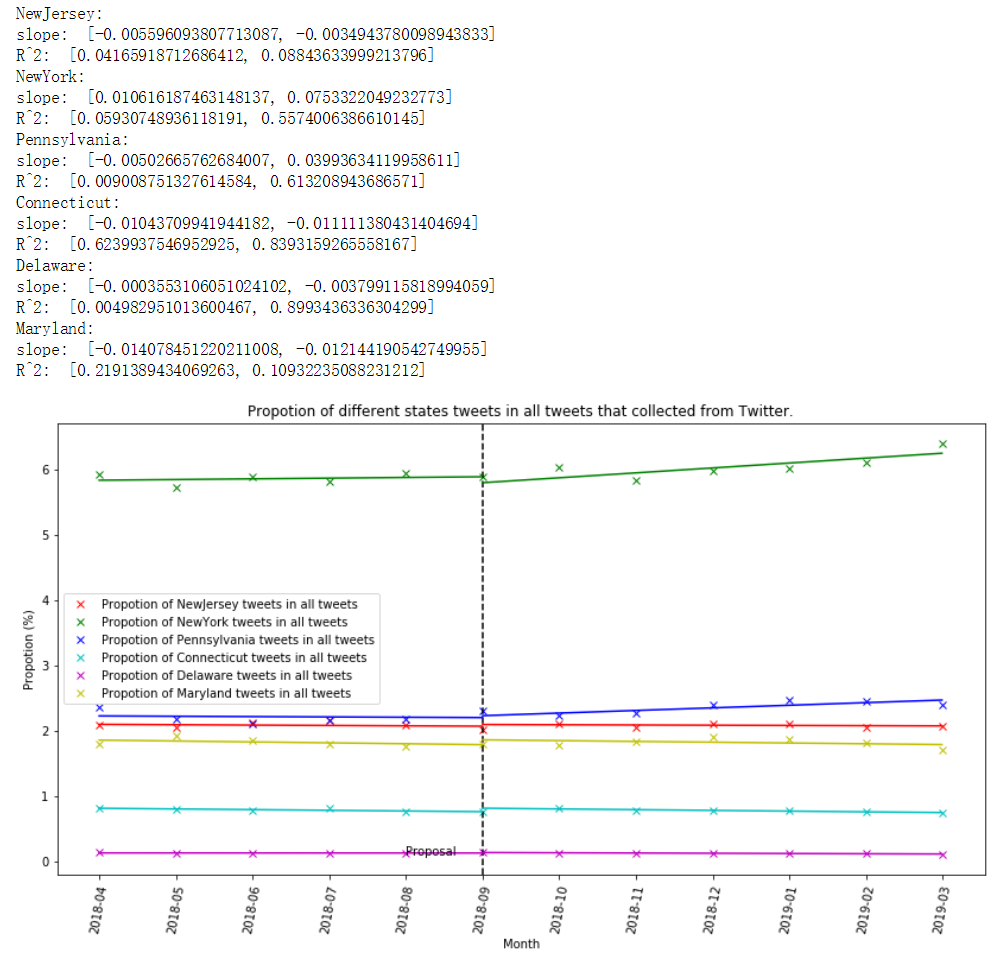 NewJersey:
slope:  [-0.005596093807713087, -0.0034943780098943833]
R^2:  [0.04165918712686412, 0.08843633999213796]
NewYork:
slope:  [0.010616187463148137, 0.0753322049232773]
R^2:  [0.05930748936118191, 0.5574006386610145]
Pennsylvania:
slope:  [-0.00502665762684007, 0.03993634119958611]
R^2:  [0.009008751327614584, 0.613208943686571]
Connecticut:
slope:  [-0.01043709941944182, -0.011111380431404694]
R^2:  [0.6239937546952925, 0.8393159265558167]
Delaware:
slope:  [-0.0003553106051024102, -0.003799115818994059]
R^2:  [0.004982951013600467, 0.8993436336304299]
Maryland:
slope:  [-0.014078451220211008, -0.012144190542749955]
R^2:  [0.2191389434069263, 0.10932235088231212]
Propotion of different states tweets in all tweets that collected from Twitter.
Propotion (%)
6
5
4
3
2
1
0
Propotion of NewJersey tweets in all tweets
Propotion of NewYork tweets in all tweets
Propotion of Pennsylvania tweets in all tweets
Propotion of Connecticut tweets in all tweets
Propotion of Delaware tweets in all tweets
Propotion of Maryland tweets in all tweets
Proposal
2018-04
2018-05
2018-06
2018-07
2018-08
2018-09
2018-10
2018-11
2018-12
2019-01
2019-02
2019-03
Month